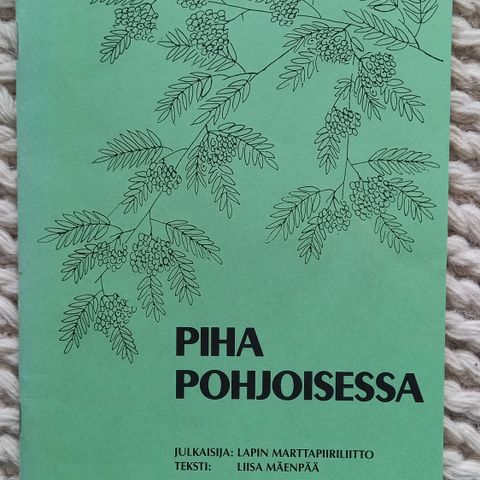 PIHA
POHJOISESSA
JULKAISIJA: LAPIN MARTTAPIIRILIITTO
TEKSTI: LIISA MÄENPÄÄ